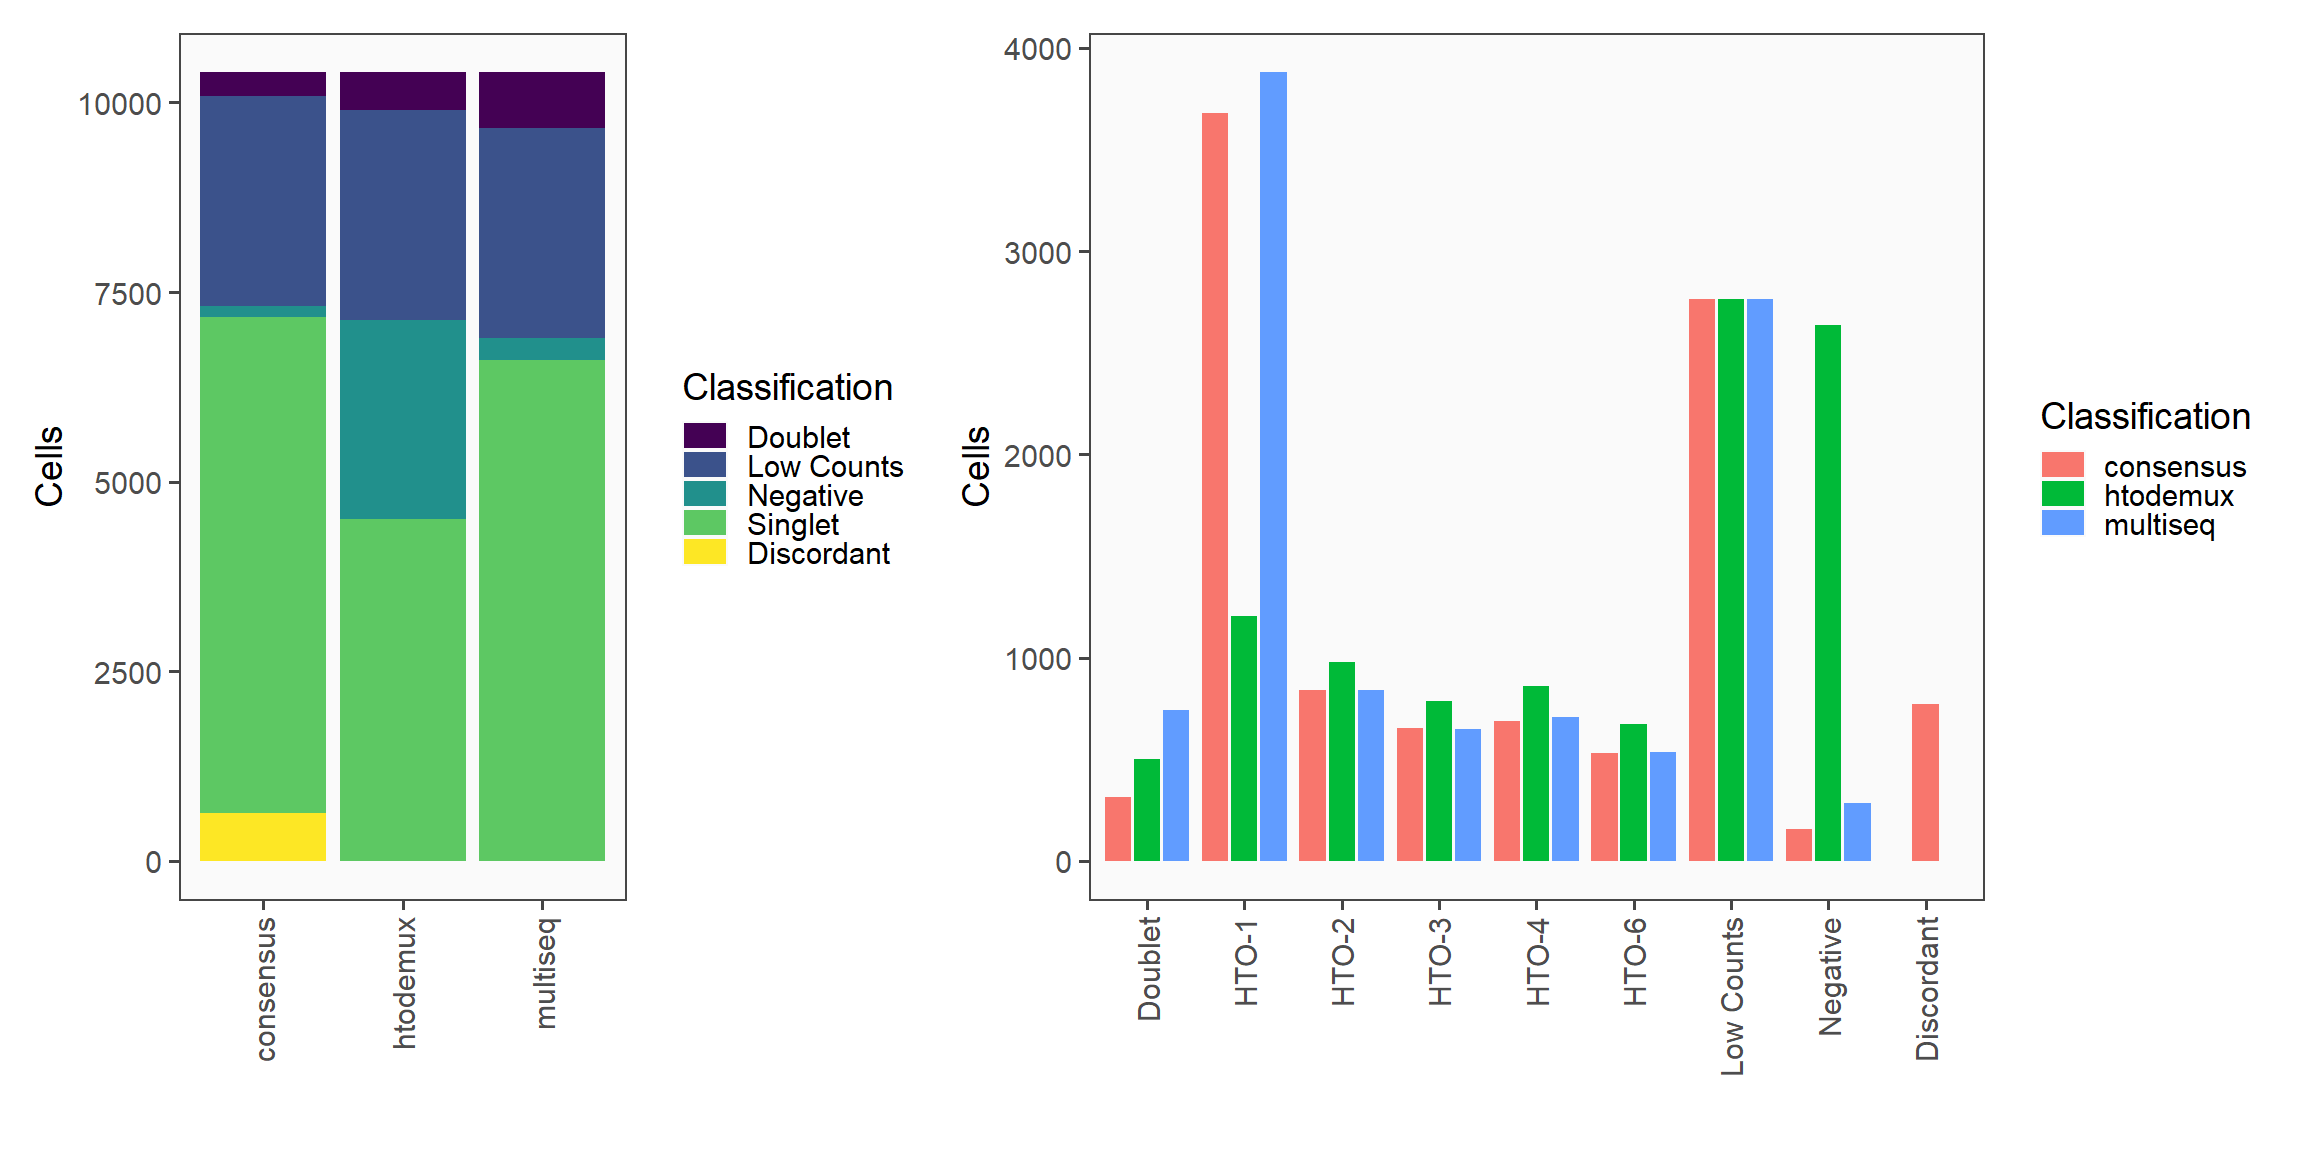 Cells
10000
7500
5000
2500
0
consensus
htodemux
multiseq
Classification
Doublet
Low Counts
Negative
Singlet
Discordant
Cells
4000
3000
2000
1000
0
Doublet
HTO-1
HTO-2
HTO-3
HTO-4
HTO-6
Low Counts
Negative
Discordant
Classification
consensus
htodemux
multiseq